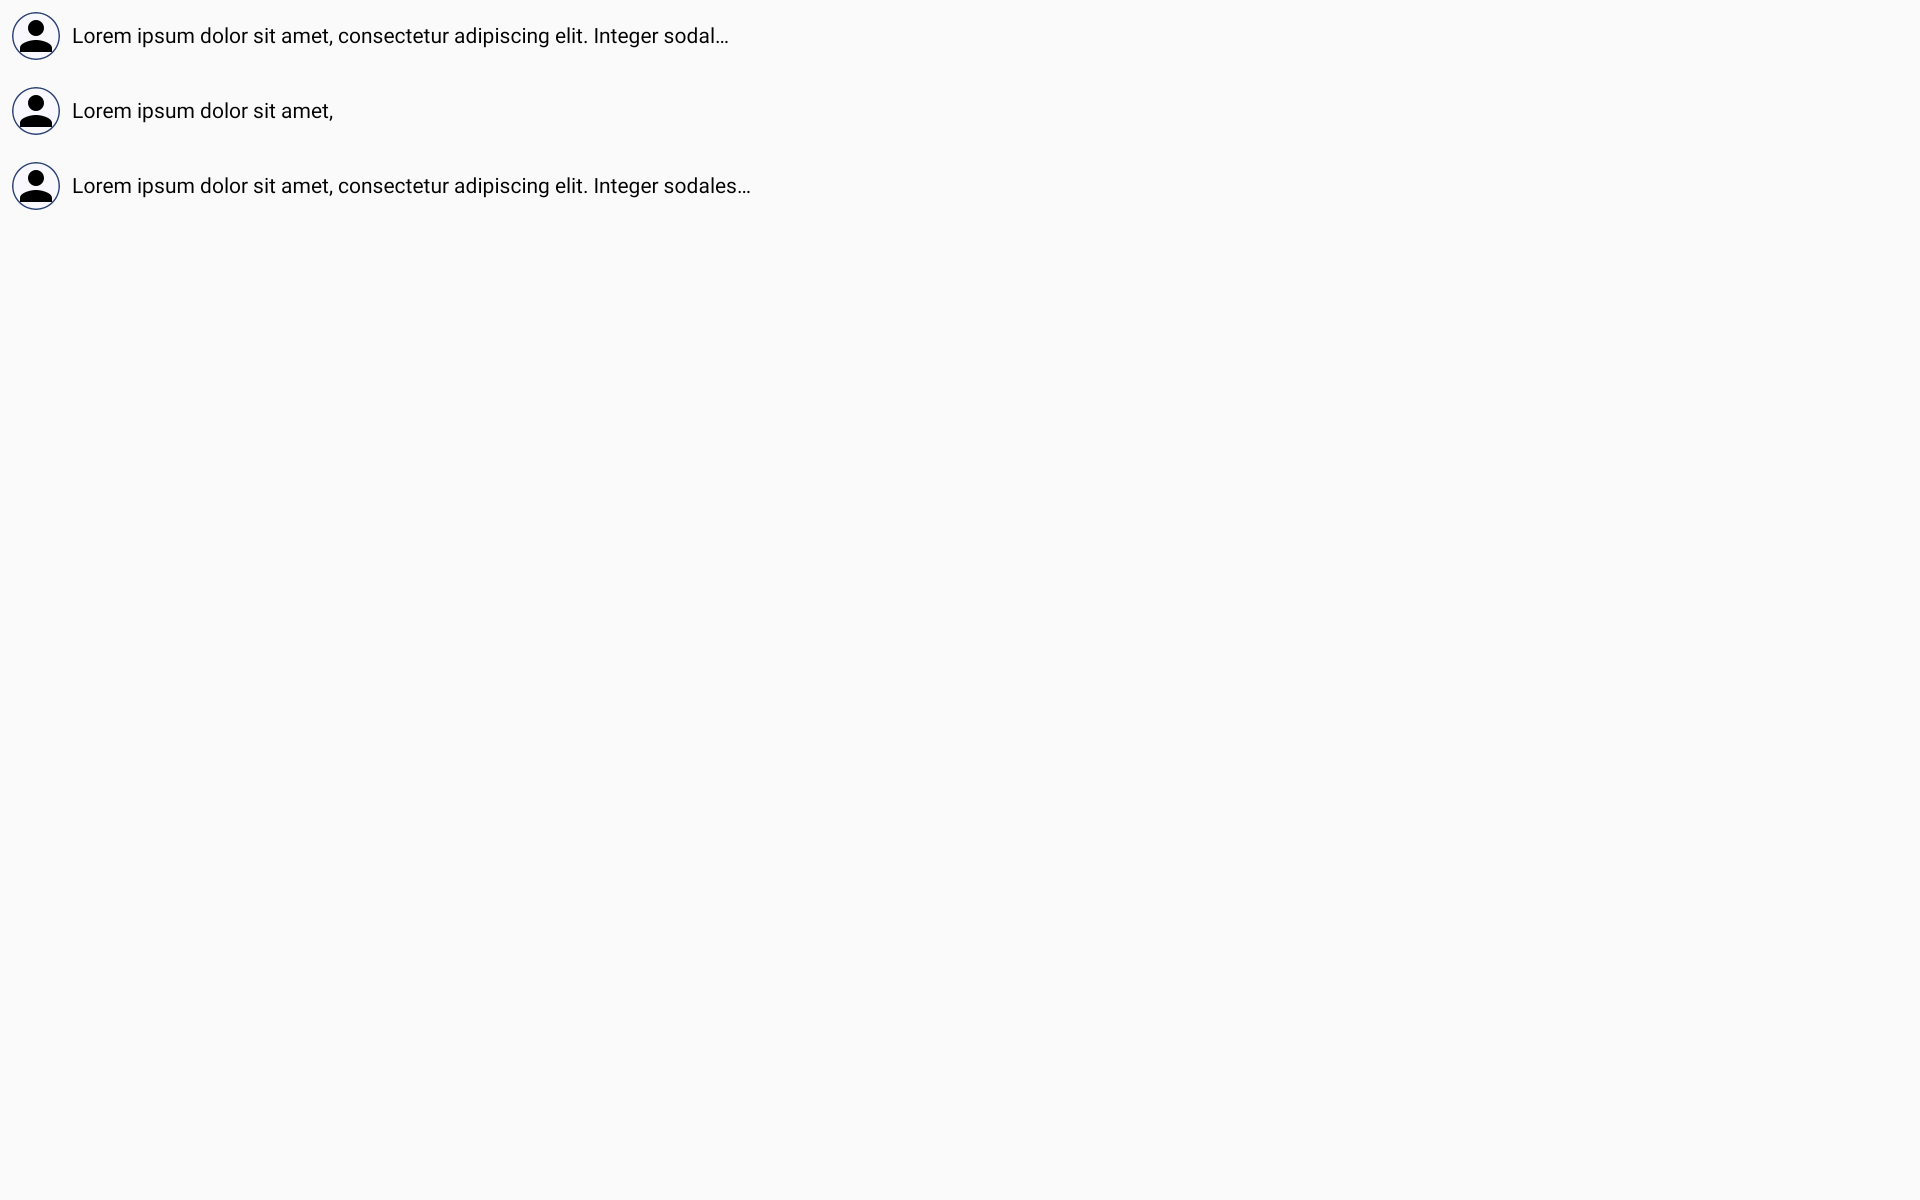 Lorem ipsum dolor sit amet, consectetur adipiscing elit. Integer sodal…
Lorem ipsum dolor sit amet,
Lorem ipsum dolor sit amet, consectetur adipiscing elit. Integer sodales…